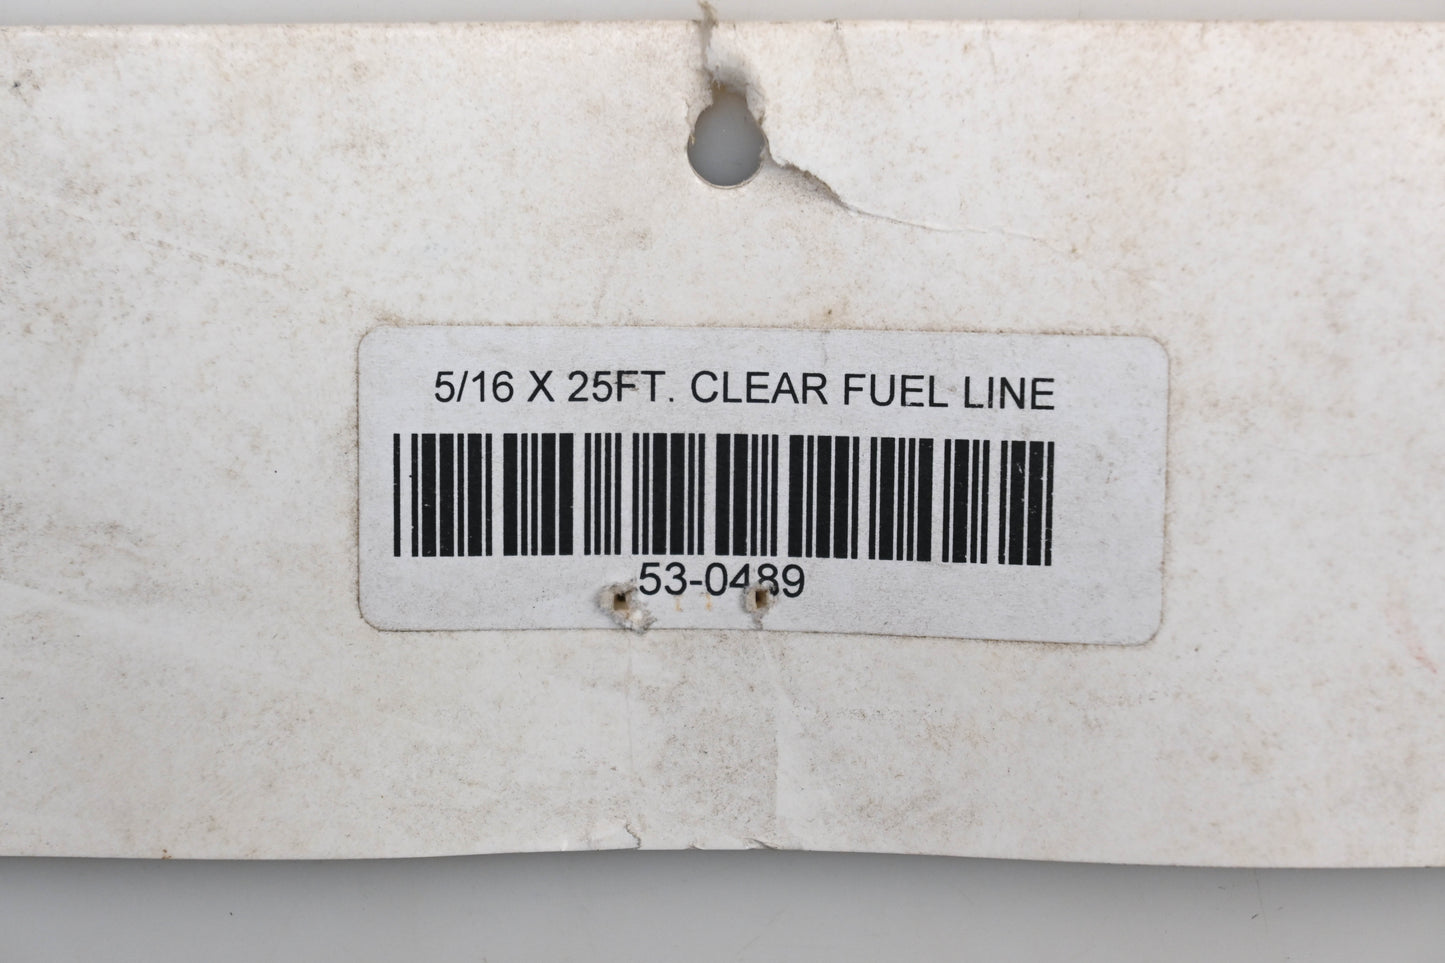 5/16 X 25FT. CLEAR FUEL LINE
53-0489